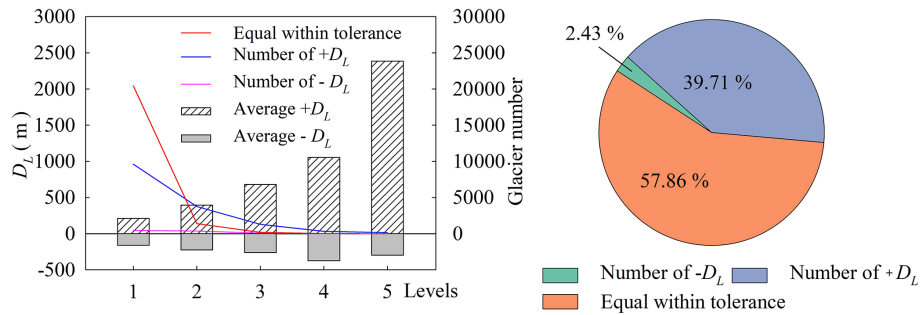 3000
2500
2000
1500
1000
500
0
-500
D_L ( m )
Equal within tolerance
Number of +D_L
Number of - D_L
Average +D_L
Average - D_L
30000
25000
20000
15000
10000
5000
0
Glacier number
1 2 3 4 5 Levels
2.43 %
39.71 %
57.86 %
Number of -D_L
Number of +D_L
Equal within tolerance